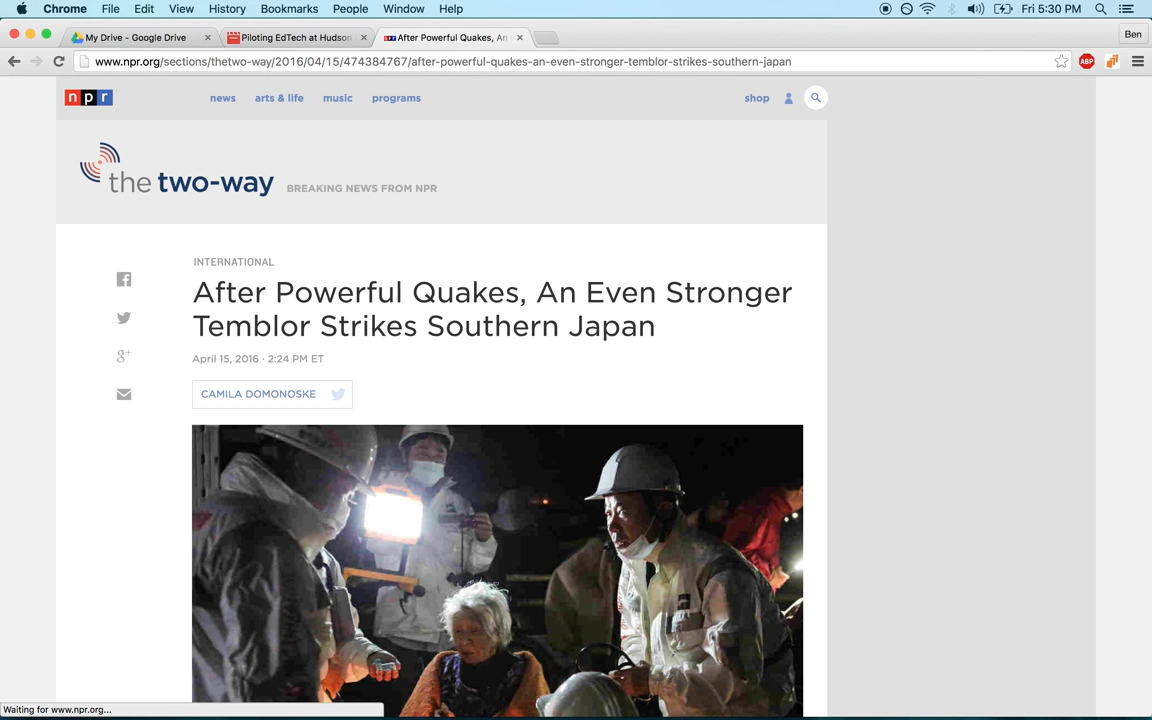 Chrome File Edit View History Bookmarks People Window Help Fri 5:30 PM
My Drive - Google Drive Piloting EdTech at Hudson After Powerful Quakes, An Ben
www.npr.org/sections/thetwo-way/2016/04/15/474384767/after-powerful-quakes-an-even-stronger-temblor-strikes-southern-japan ABP
npr news arts & life music programs shop
the two-way BREAKING NEWS FROM NPR
INTERNATIONAL
After Powerful Quakes, An Even Stronger
Temblor Strikes Southern Japan
April 15, 2016 · 2:24 PM ET
g+
CAMILA DOMONOSKE
Waiting for www.npr.org...